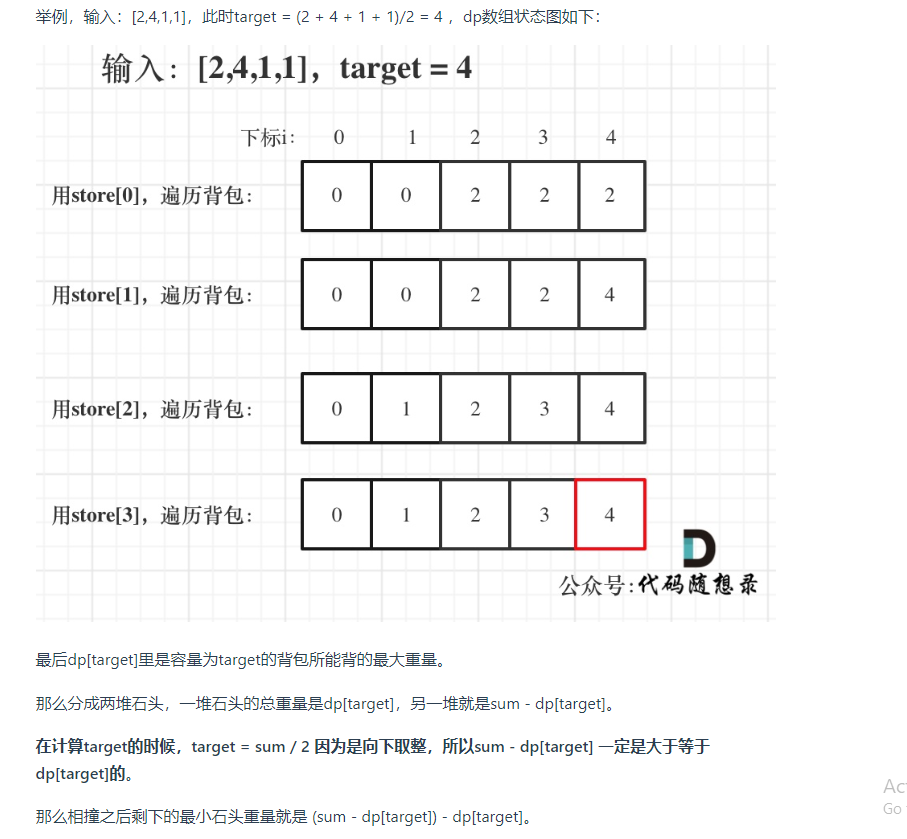 举例，输入：[2,4,1,1]，此时target = (2 + 4 + 1 + 1)/2 = 4 ，dp数组状态图如下：
输入：[2,4,1,1]，target = 4
下标i： 0 1 2 3 4
用store[0]，遍历背包： 0 0 2 2 2
用store[1]，遍历背包： 0 0 2 2 4
用store[2]，遍历背包： 0 1 2 3 4
用store[3]，遍历背包： 0 1 2 3 4
公众号:代码随想录
最后dp[target]里是容量为target的背包所能背的最大重量。
那么分成两堆石头，一堆石头的总重量是dp[target]，另一堆就是sum - dp[target]。
在计算target的时候，target = sum / 2 因为是向下取整，所以sum - dp[target] 一定是大于等于
dp[target]的。
Ac
Go
那么相撞之后剩下的最小石头重量就是 (sum - dp[target]) - dp[target]。